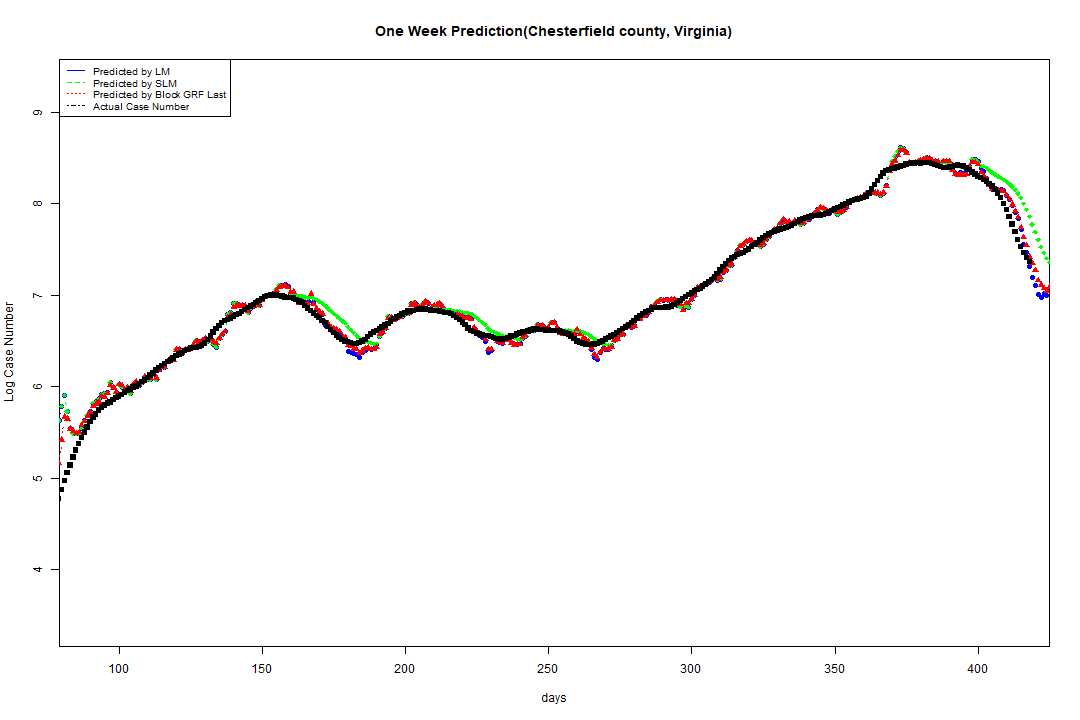 One Week Prediction(Chesterfield county, Virginia)
Predicted by LM
Predicted by SLM
Predicted by Block GRF Last
Actual Case Number
9
8
7
6
5
4
Log Case Number
100 150 200 250 300 350 400
days